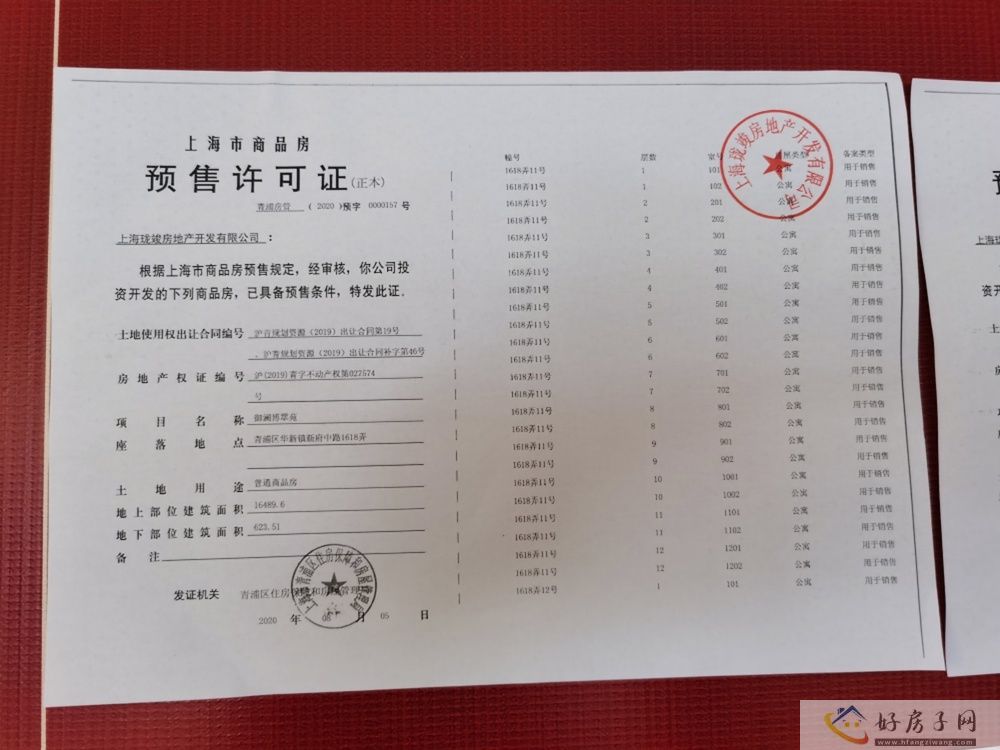 上海市商品房
预售许可证(正本)
青浦房管 ( 2020 )预字 0000157 号
上海珑竣房地产开发有限公司 :
根据上海市商品房预售规定，经审核，你公司投
资开发的下列商品房，已具备预售条件，特发此证。
土地使用权出让合同编号 沪青规划资源（2019）出让合同第19号
、沪青规划资源（2019）出让合同补字第46号
房地产权证编号 沪(2019)青字不动产权第027574
号
项目名称 御澜博翠苑
座落地点 青浦区华新镇新府中路1618弄
土地用途 普通商品房
地上部位建筑面积 16489.6
地下部位建筑面积 623.51
备注
发证机关 青浦区住房保障和房屋管理
2020 年 08 月 05 日
上海市青浦区住房保障和房屋管理局
幢号 层数 室号 房屋类型 备案类型
1618弄11号 1 101 公寓 用于销售
1618弄11号 1 102 公寓 用于销售
1618弄11号 2 201 公寓 用于销售
1618弄11号 2 202 公寓 用于销售
1618弄11号 3 301 公寓 用于销售
1618弄11号 3 302 公寓 用于销售
1618弄11号 4 401 公寓 用于销售
1618弄11号 4 402 公寓 用于销售
1618弄11号 5 501 公寓 用于销售
1618弄11号 5 502 公寓 用于销售
1618弄11号 6 601 公寓 用于销售
1618弄11号 6 602 公寓 用于销售
1618弄11号 7 701 公寓 用于销售
1618弄11号 7 702 公寓 用于销售
1618弄11号 8 801 公寓 用于销售
1618弄11号 8 802 公寓 用于销售
1618弄11号 9 901 公寓 用于销售
1618弄11号 9 902 公寓 用于销售
1618弄11号 10 1001 公寓 用于销售
1618弄11号 10 1002 公寓 用于销售
1618弄11号 11 1101 公寓 用于销售
1618弄11号 11 1102 公寓 用于销售
1618弄11号 12 1201 公寓 用于销售
1618弄11号 12 1202 公寓 用于销售
1618弄12号 1 101 公寓 用于销售
上海珑竣房地产开发有限公司
上海
资开发
好房子网
www.hfangziwang.com